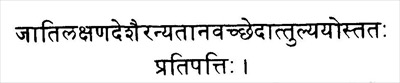 जातिलक्षणदेशैरन्यतानवच्छेदात्तुल्ययोस्ततः
प्रतिपत्तिः ।